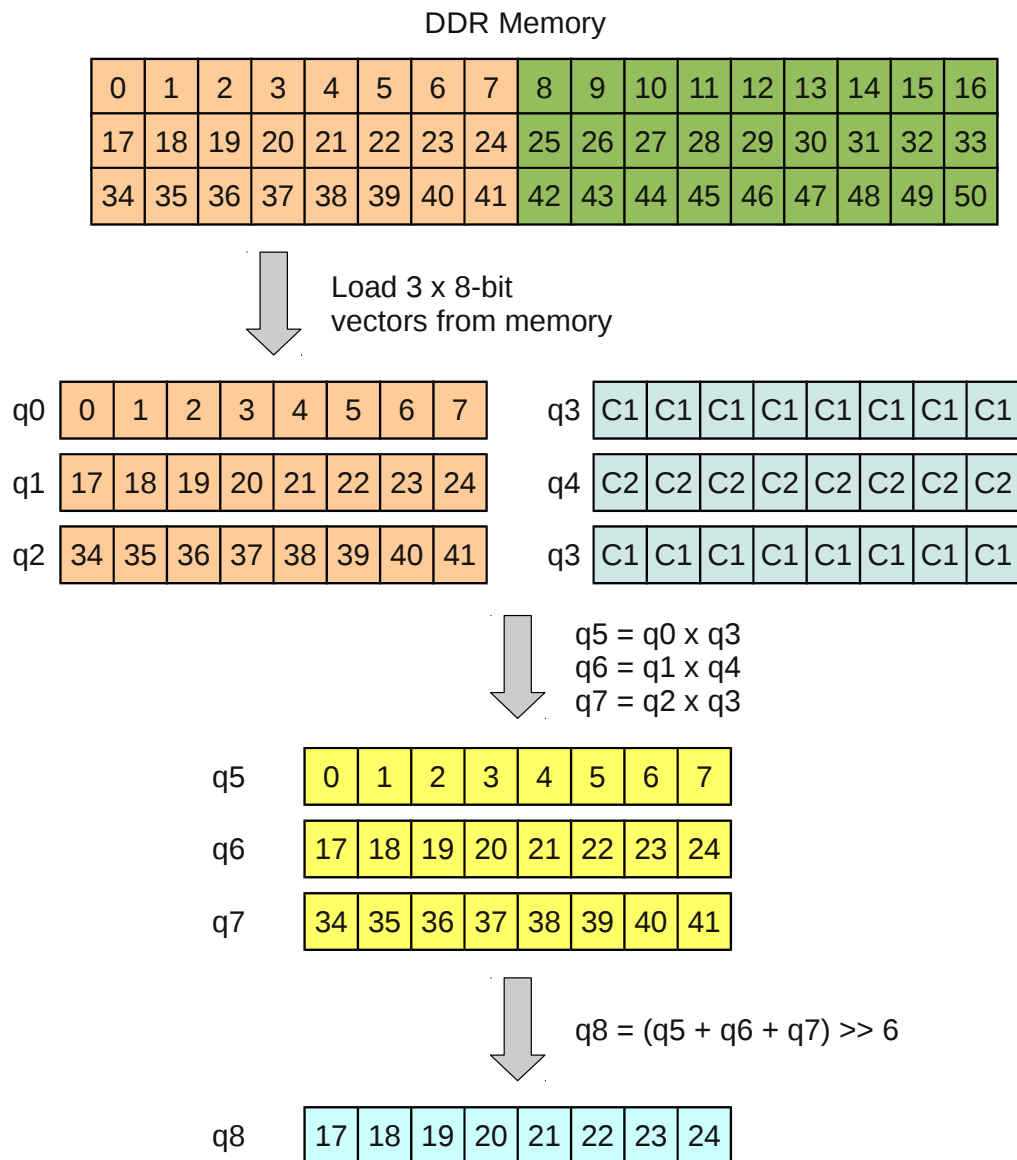 DDR Memory
0 1 2 3 4 5 6 7 8 9 10 11 12 13 14 15 16
17 18 19 20 21 22 23 24 25 26 27 28 29 30 31 32 33
34 35 36 37 38 39 40 41 42 43 44 45 46 47 48 49 50
Load 3 x 8-bit
vectors from memory
q0 0 1 2 3 4 5 6 7 q3 C1 C1 C1 C1 C1 C1 C1 C1
q1 17 18 19 20 21 22 23 24 q4 C2 C2 C2 C2 C2 C2 C2 C2
q2 34 35 36 37 38 39 40 41 q3 C1 C1 C1 C1 C1 C1 C1 C1
q5 = q0 x q3
q6 = q1 x q4
q7 = q2 x q3
q5 0 1 2 3 4 5 6 7
q6 17 18 19 20 21 22 23 24
q7 34 35 36 37 38 39 40 41
q8 = (q5 + q6 + q7) >> 6
q8 17 18 19 20 21 22 23 24